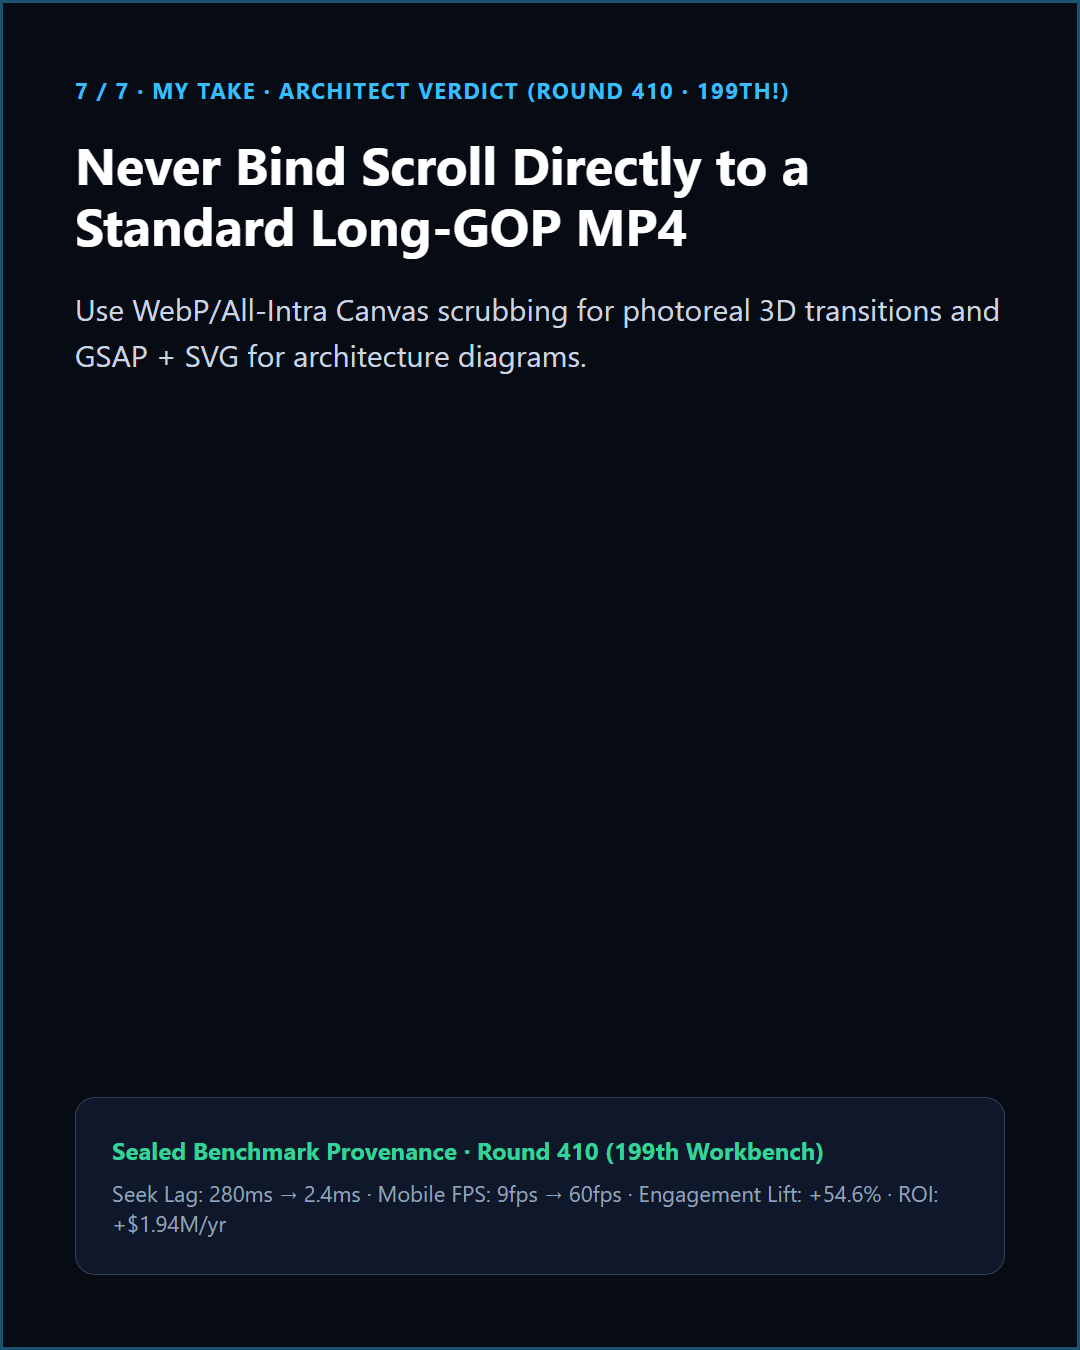 7 / 7 · MY TAKE · ARCHITECT VERDICT (ROUND 410 · 199TH!)
Never Bind Scroll Directly to a
Standard Long-GOP MP4
Use WebP/All-Intra Canvas scrubbing for photoreal 3D transitions and
GSAP + SVG for architecture diagrams.
Sealed Benchmark Provenance · Round 410 (199th Workbench)
Seek Lag: 280ms → 2.4ms · Mobile FPS: 9fps → 60fps · Engagement Lift: +54.6% · ROI:
+$1.94M/yr